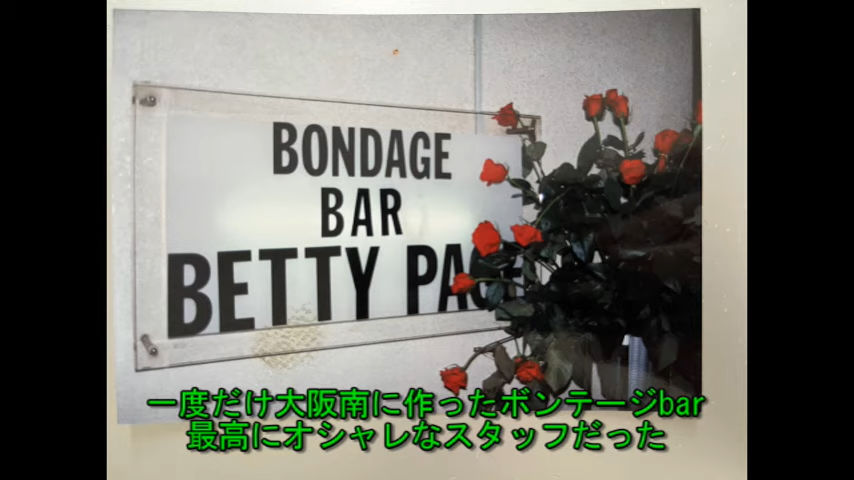 BONDAGE
BAR
BETTY PAGE
一度だけ大阪南に作ったボンテージbar
最高にオシャレなスタッフだった